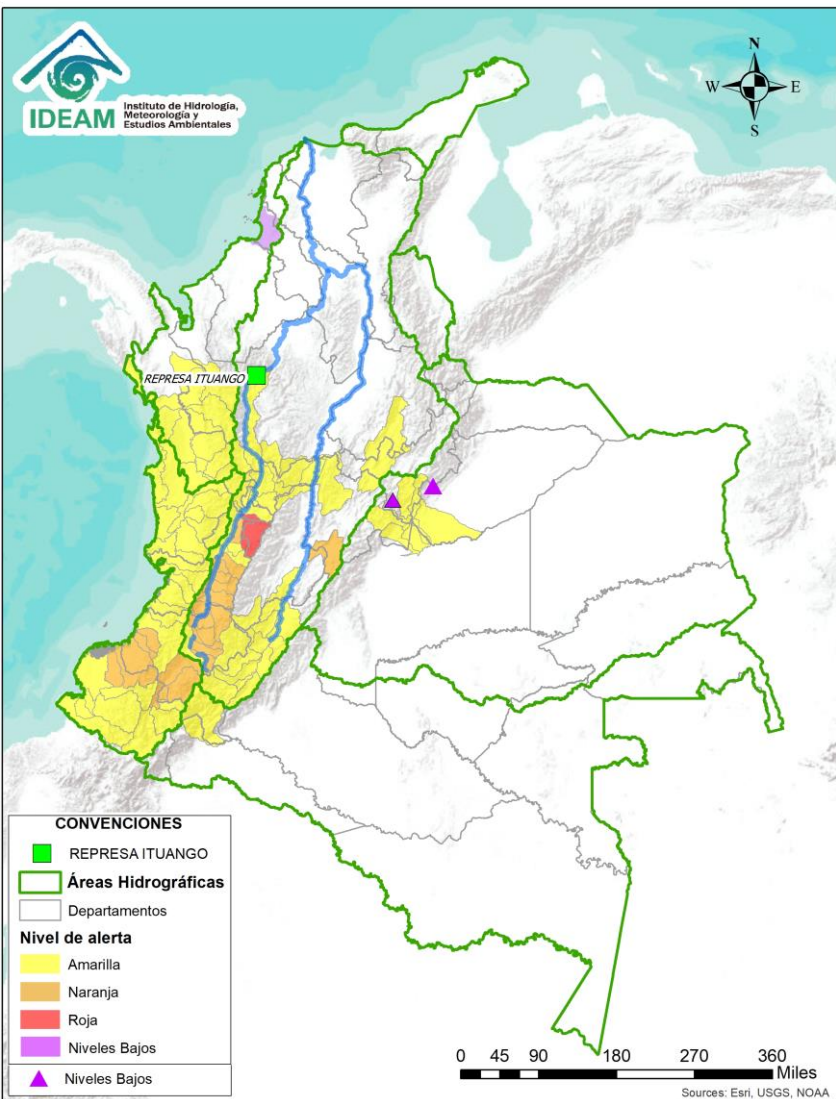 IDEAM
Instituto de Hidrología,
Meteorología y
Estudios Ambientales
N
W
E
S
REPRESA ITUANGO
CONVENCIONES
REPRESA ITUANGO
Áreas Hidrográficas
Departamentos
Nivel de alerta
Amarilla
Naranja
Roja
Niveles Bajos
Niveles Bajos
0 45 90 180 270 360
Miles
Sources: Esri, USGS, NOAA